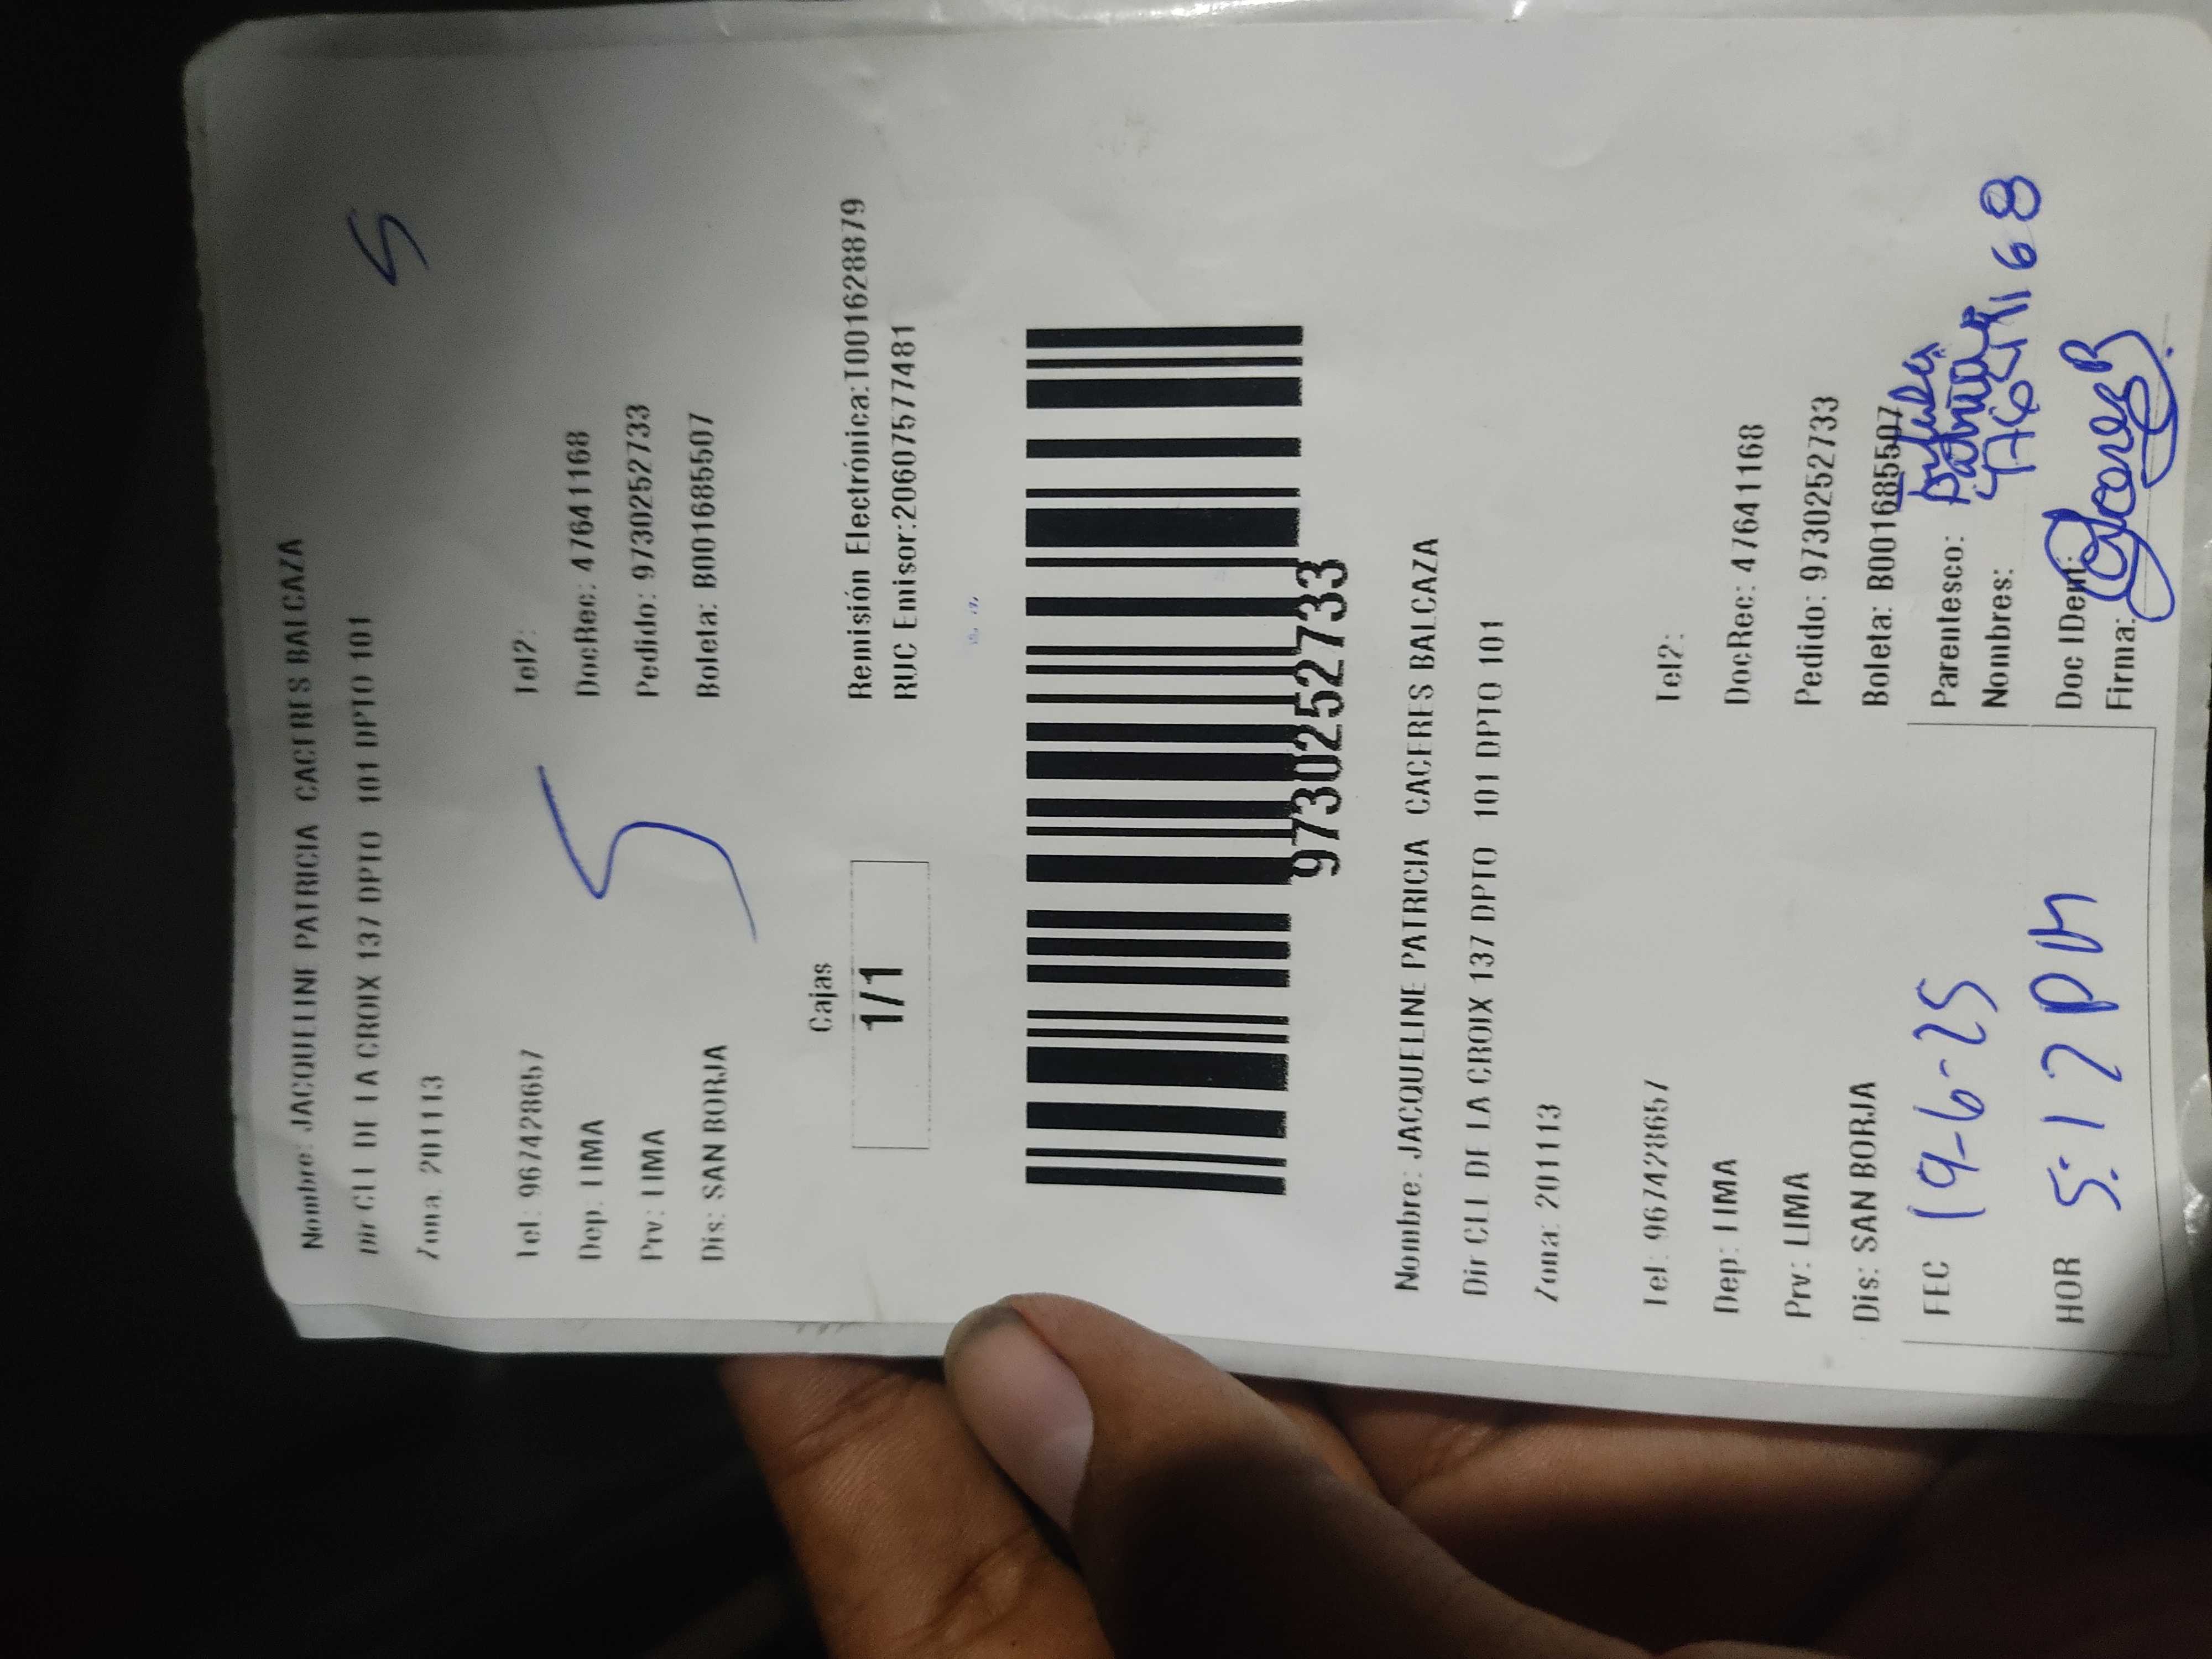 Nombre: JACQUELINE PATRICIA CACERES BALCAZA
Dir CLL DE LA CROIX 137 DPTO 101 DPTO 101
5
Zona: 201113
Tel: 967428657 Tel2:
Dep: LIMA DocRec: 47641168
Prv: LIMA Pedido: 9730252733
Dis: SAN BORJA Boleta: B001685507
5
Cajas
1/1
Remisión Electrónica:T001628879
RUC Emisor:20607577481
9730252733
Nombre: JACQUELINE PATRICIA CACERES BALCAZA
Dir CLL DE LA CROIX 137 DPTO 101 DPTO 101
Zona: 201113
Tel: 967428657 Tel2:
Dep: LIMA DocRec: 47641168
Prv: LIMA Pedido: 9730252733
Dis: SAN BORJA Boleta: B001685507
FEC 19-6-25
HOR 5:12 PM
Parentesco:
Nombres: Patricia
47641168
Doc IDent:
Firma: